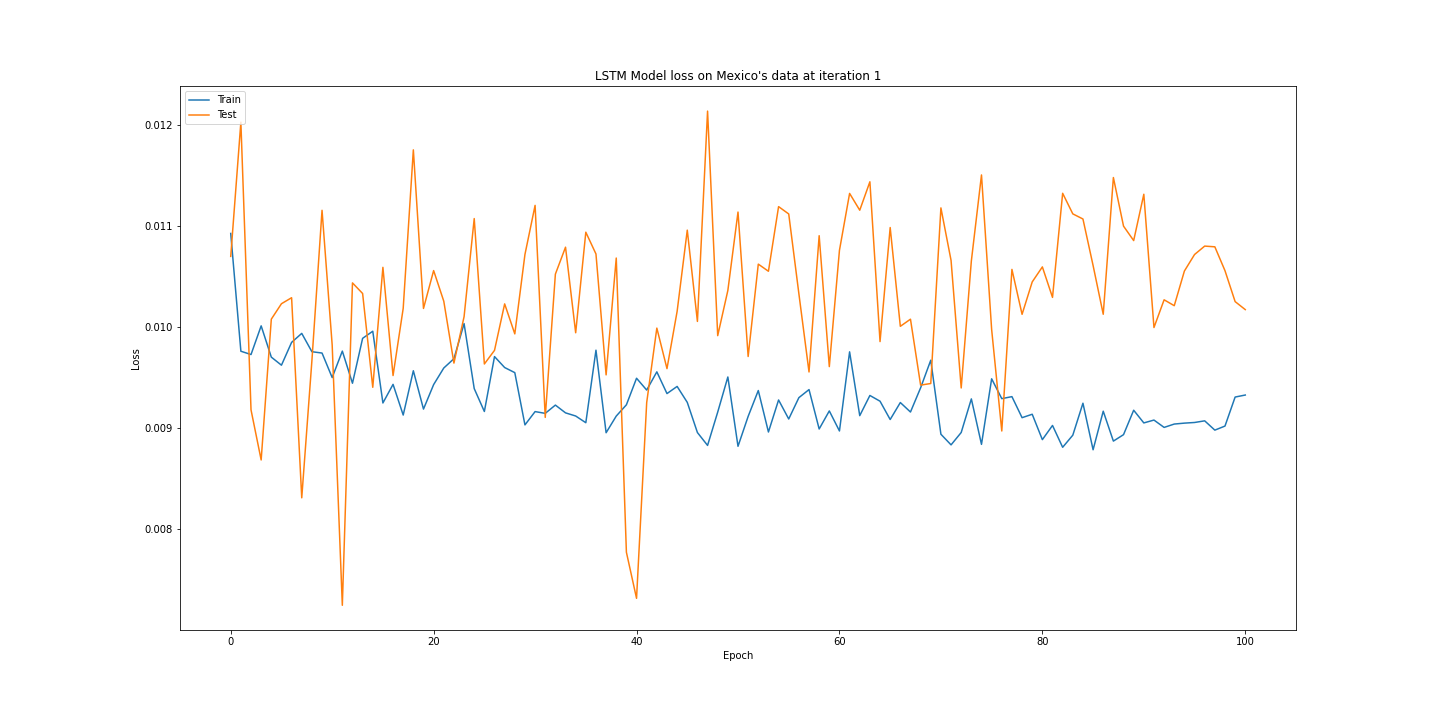 LSTM Model loss on Mexico's data at iteration 1
Train
Test
0.012
0.011
0.010
0.009
0.008
Loss
0 20 40 60 80 100
Epoch